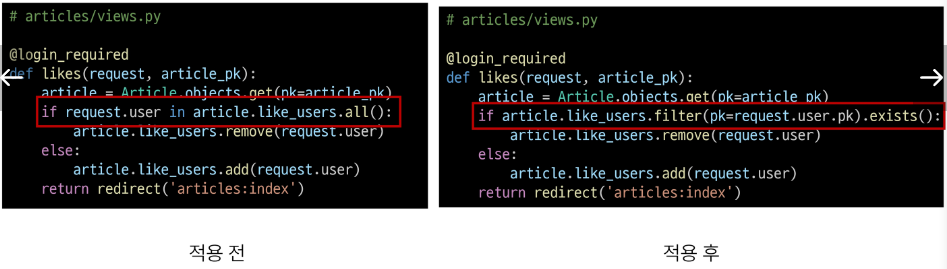 # articles/views.py
@login_required
def likes(request, article_pk):
article = Article.objects.get(pk=article_pk)
if request.user in article.like_users.all():
article.like_users.remove(request.user)
else:
article.like_users.add(request.user)
return redirect('articles:index')
적용 전
# articles/views.py
@login_required
def likes(request, article_pk):
article = Article.objects.get(pk=article_pk)
if article.like_users.filter(pk=request.user.pk).exists():
article.like_users.remove(request.user)
else:
article.like_users.add(request.user)
return redirect('articles:index')
적용 후